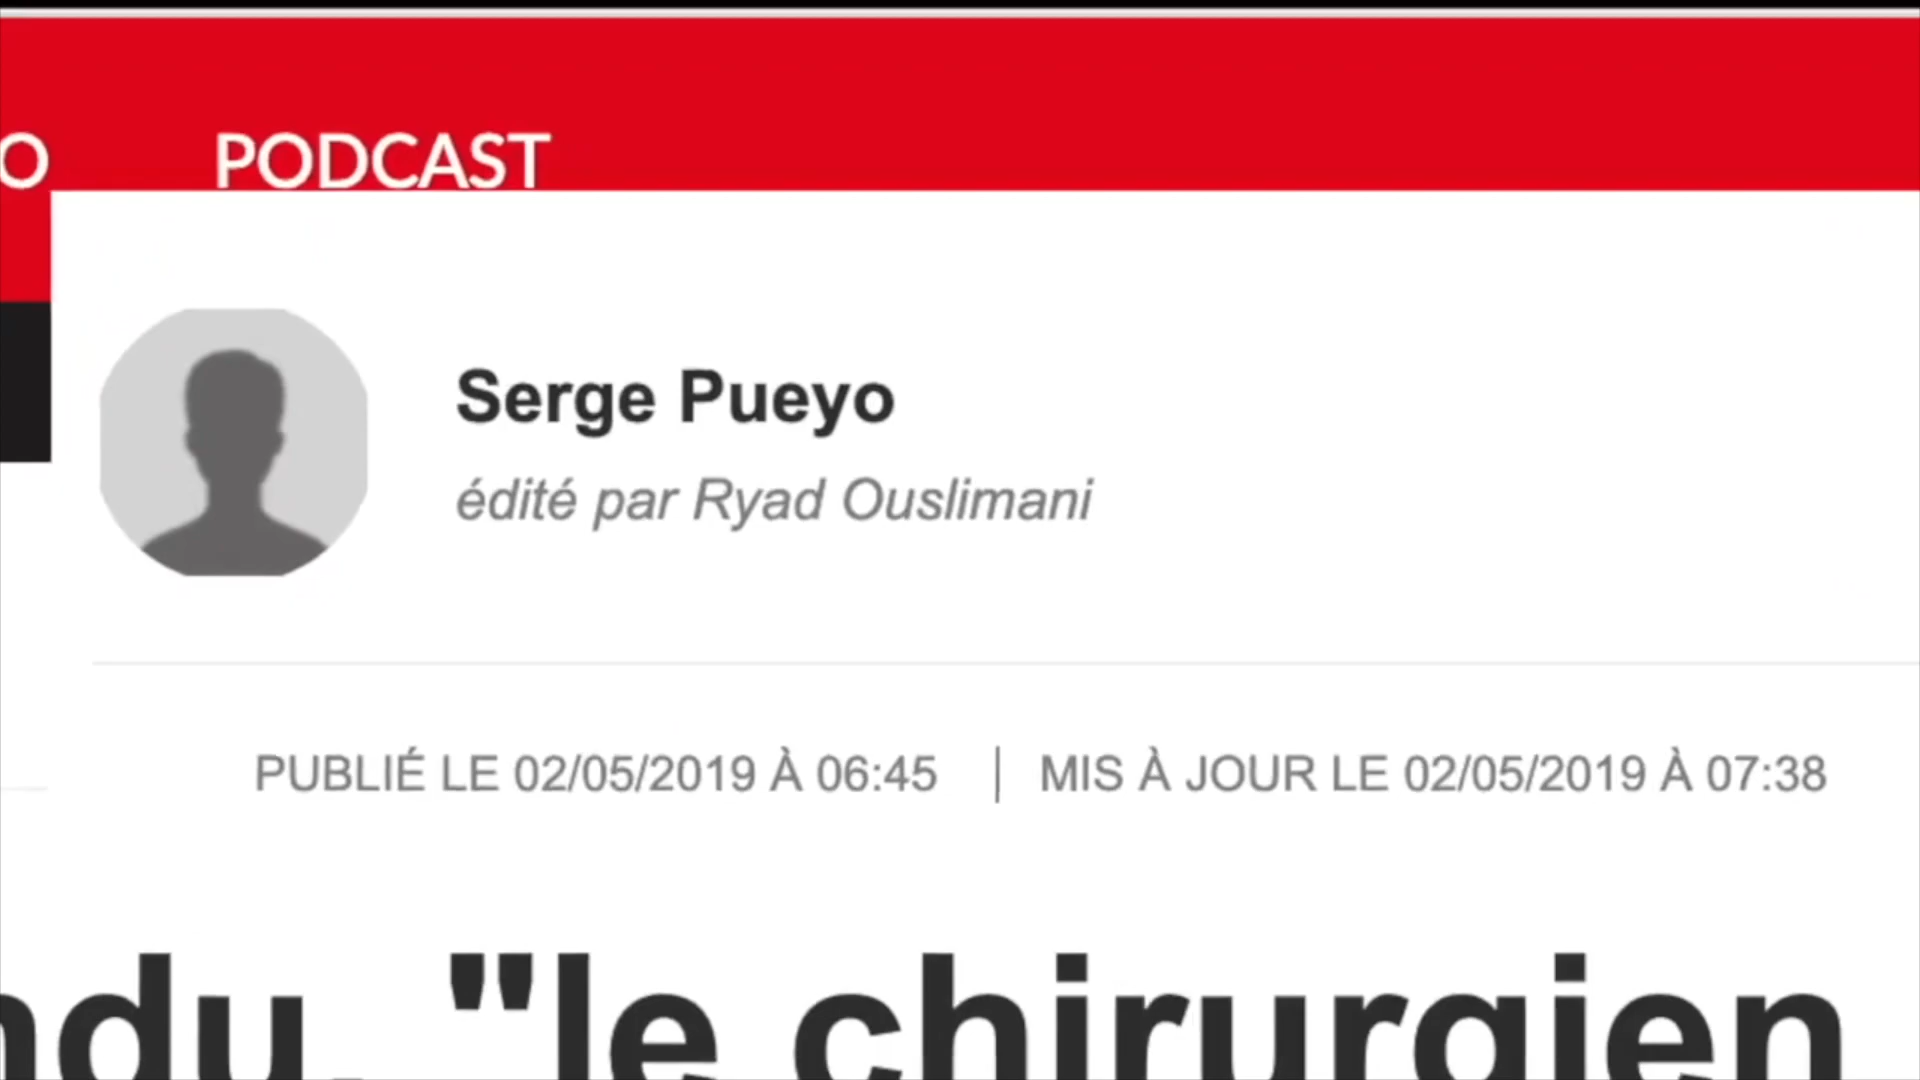 O PODCAST
Serge Pueyo
édité par Ryad Ouslimani
PUBLIÉ LE 02/05/2019 À 06:45 | MIS À JOUR LE 02/05/2019 À 07:38
ndu, "le chirurgien